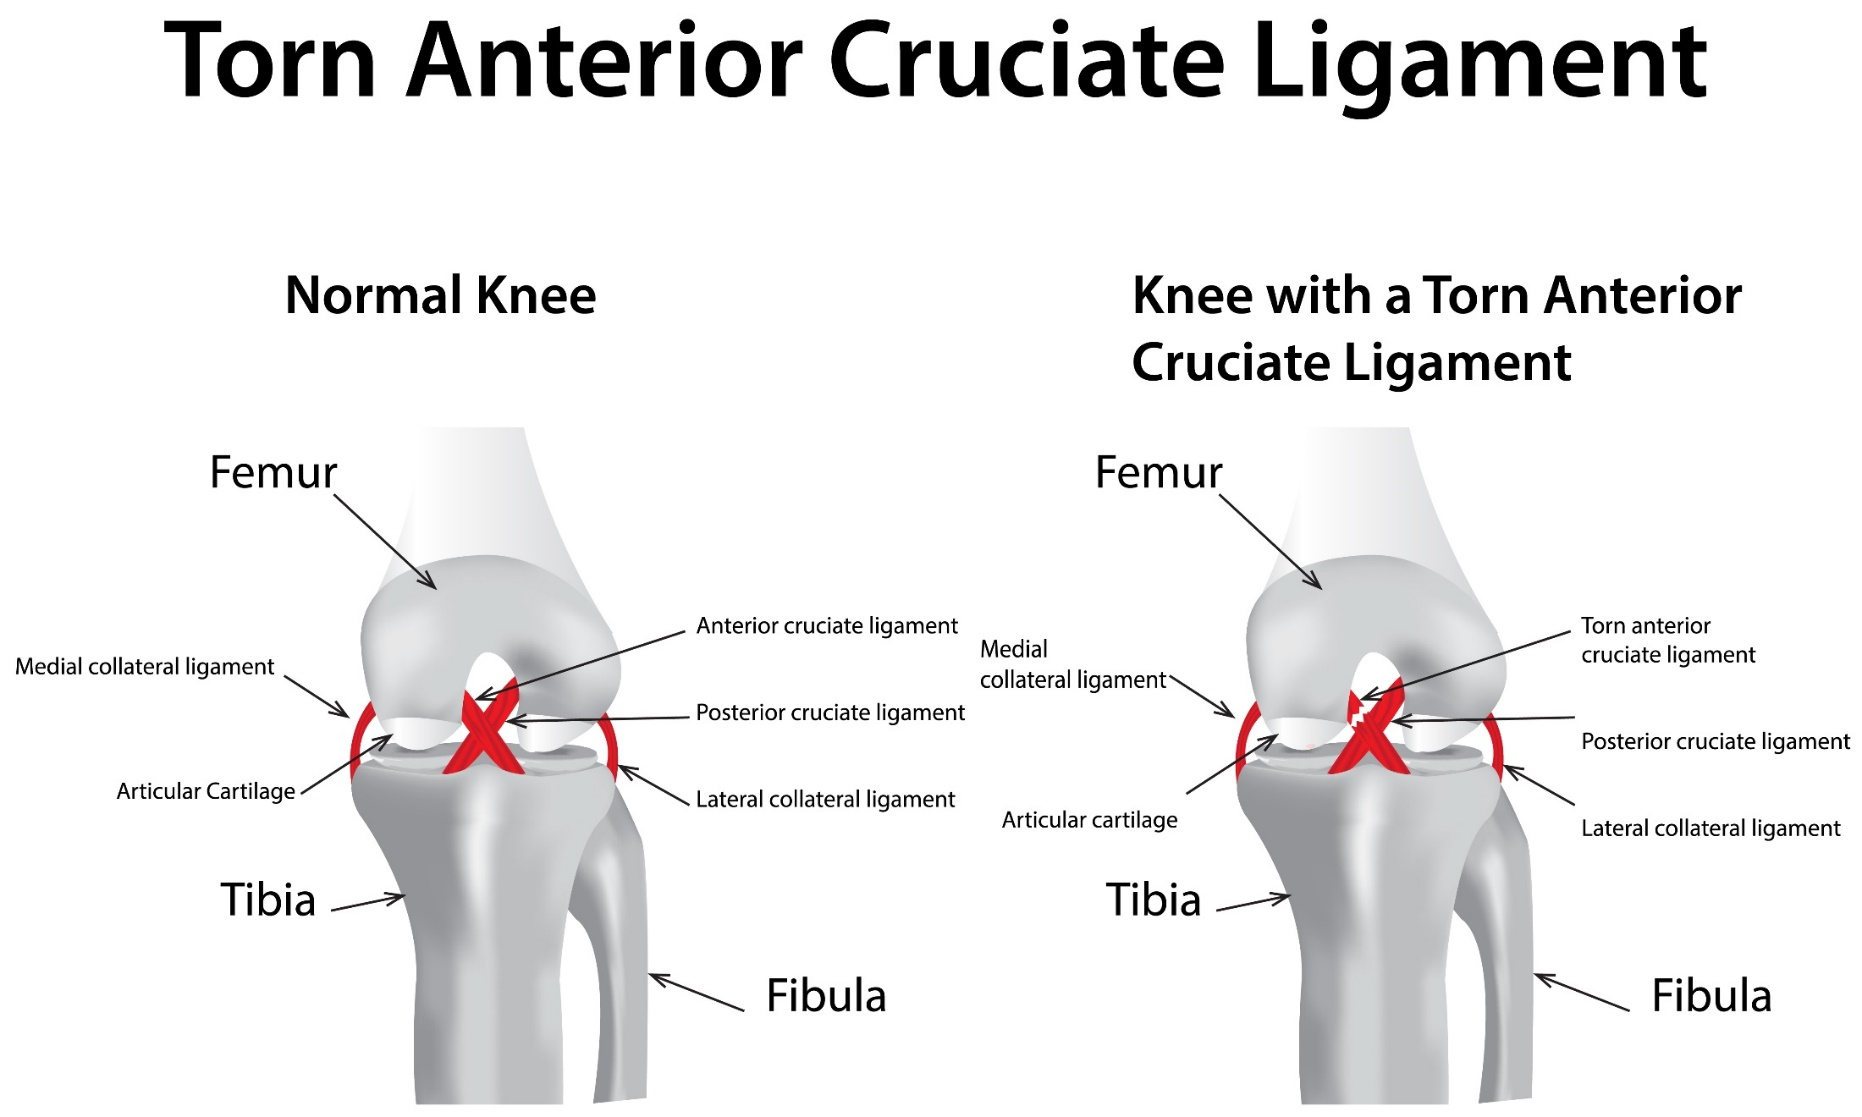 Torn Anterior Cruciate Ligament
Normal Knee
Femur
Anterior cruciate ligament
Medial collateral ligament
Posterior cruciate ligament
Articular Cartilage
Lateral collateral ligament
Tibia
Fibula
Knee with a Torn Anterior
Cruciate Ligament
Femur
Torn anterior
cruciate ligament
Medial
collateral ligament
Posterior cruciate ligament
Articular cartilage
Lateral collateral ligament
Tibia
Fibula